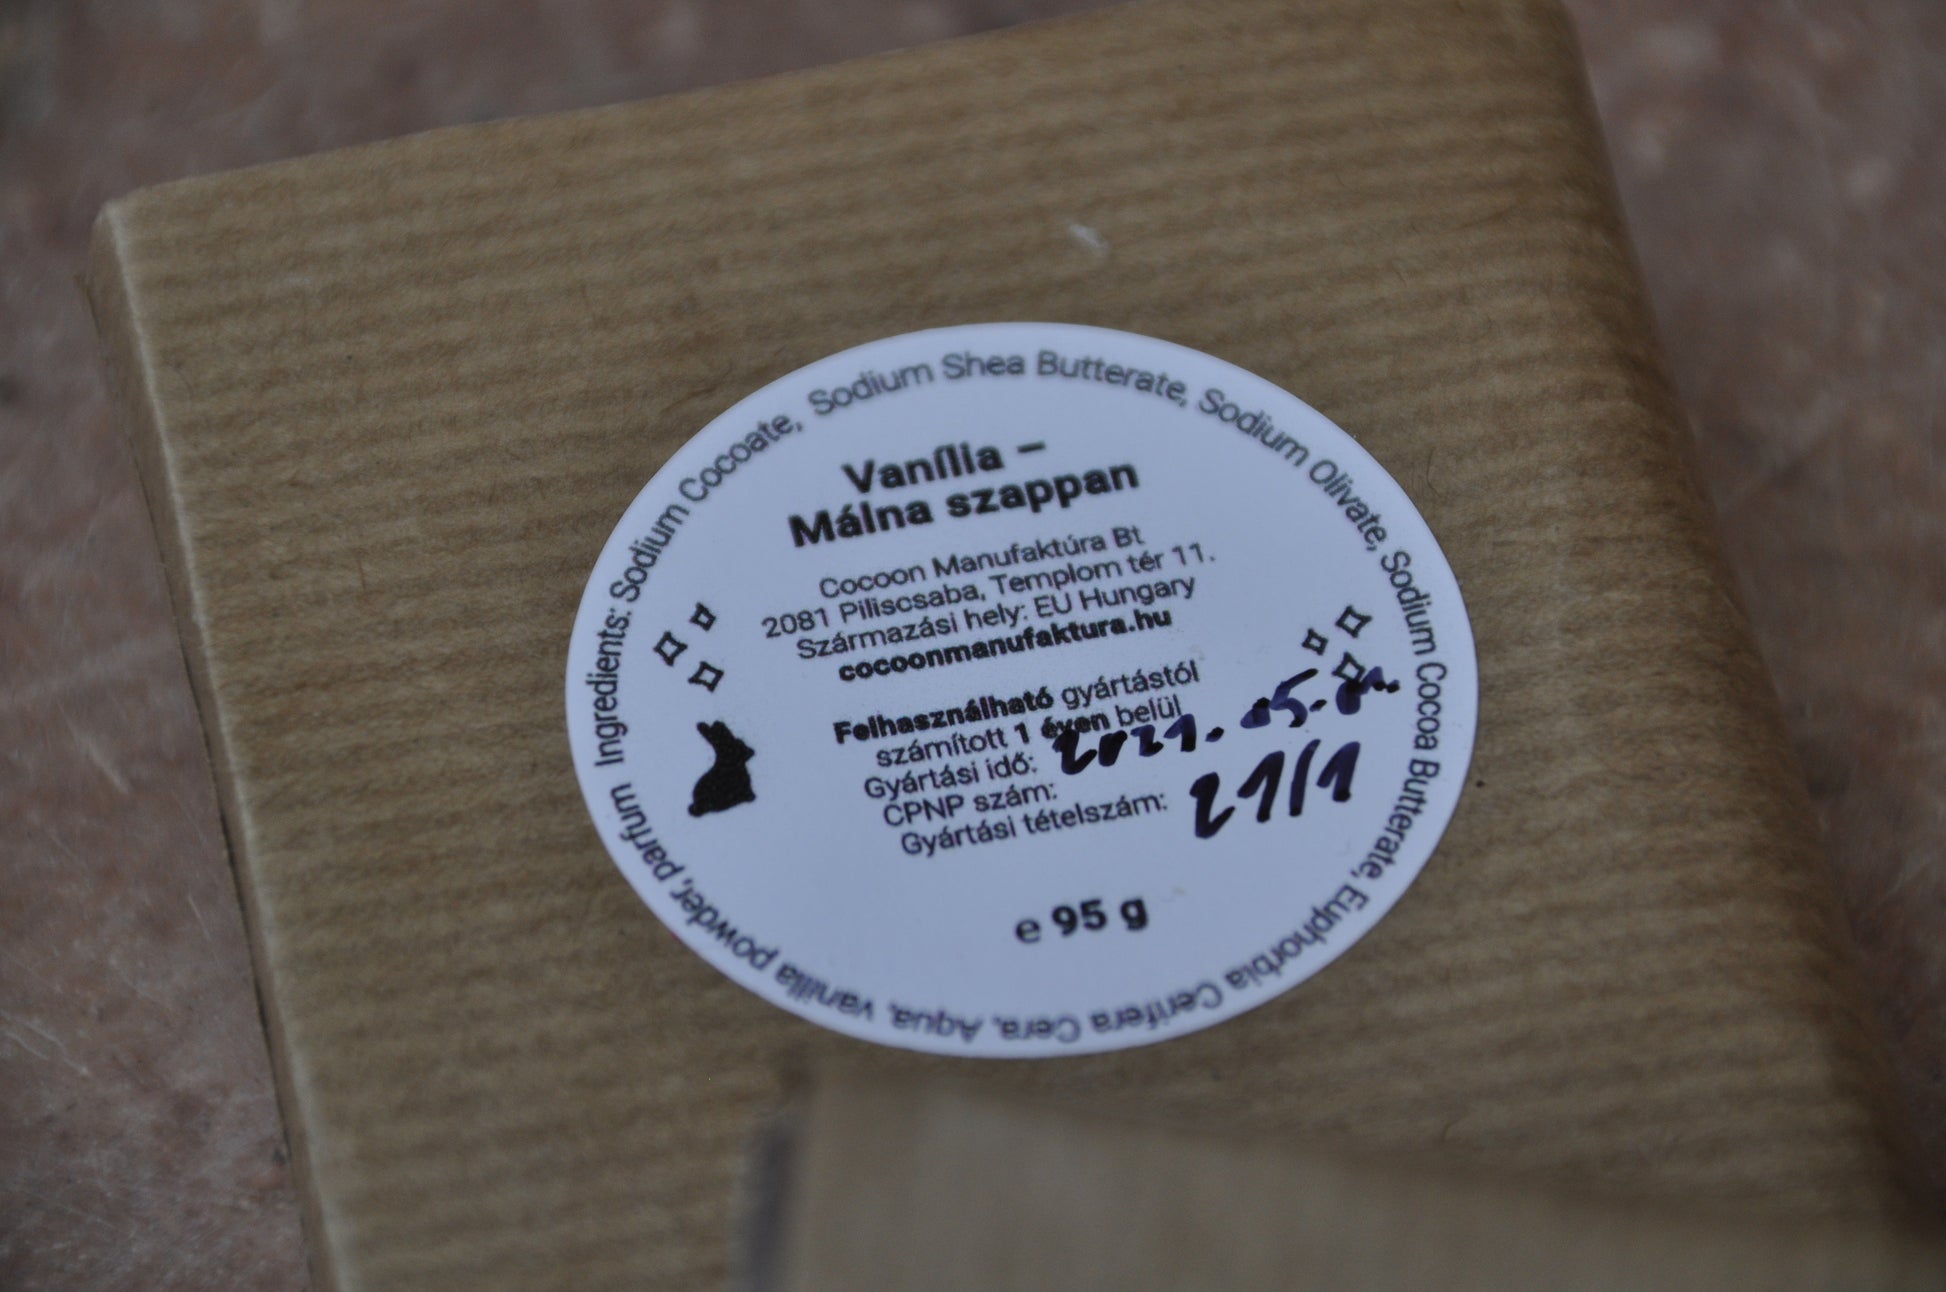 Ingredients: Sodium Cocoate, Sodium Shea Butterate, Sodium Olivate, Sodium Cocoa Butterate, Euphorbia Cerifera Cera, Aqua, vanilla powder, parfum
Vanília –
Málna szappan
Cocoon Manufaktúra Bt
2081 Piliscsaba, Templom tér 11.
Származási hely: EU Hungary
cocoonmanufaktura.hu
Felhasználható gyártástól
számított 1 éven belül
Gyártási idő: 2021. 05.
CPNP szám:
Gyártási tételszám: 21/1
e 95 g